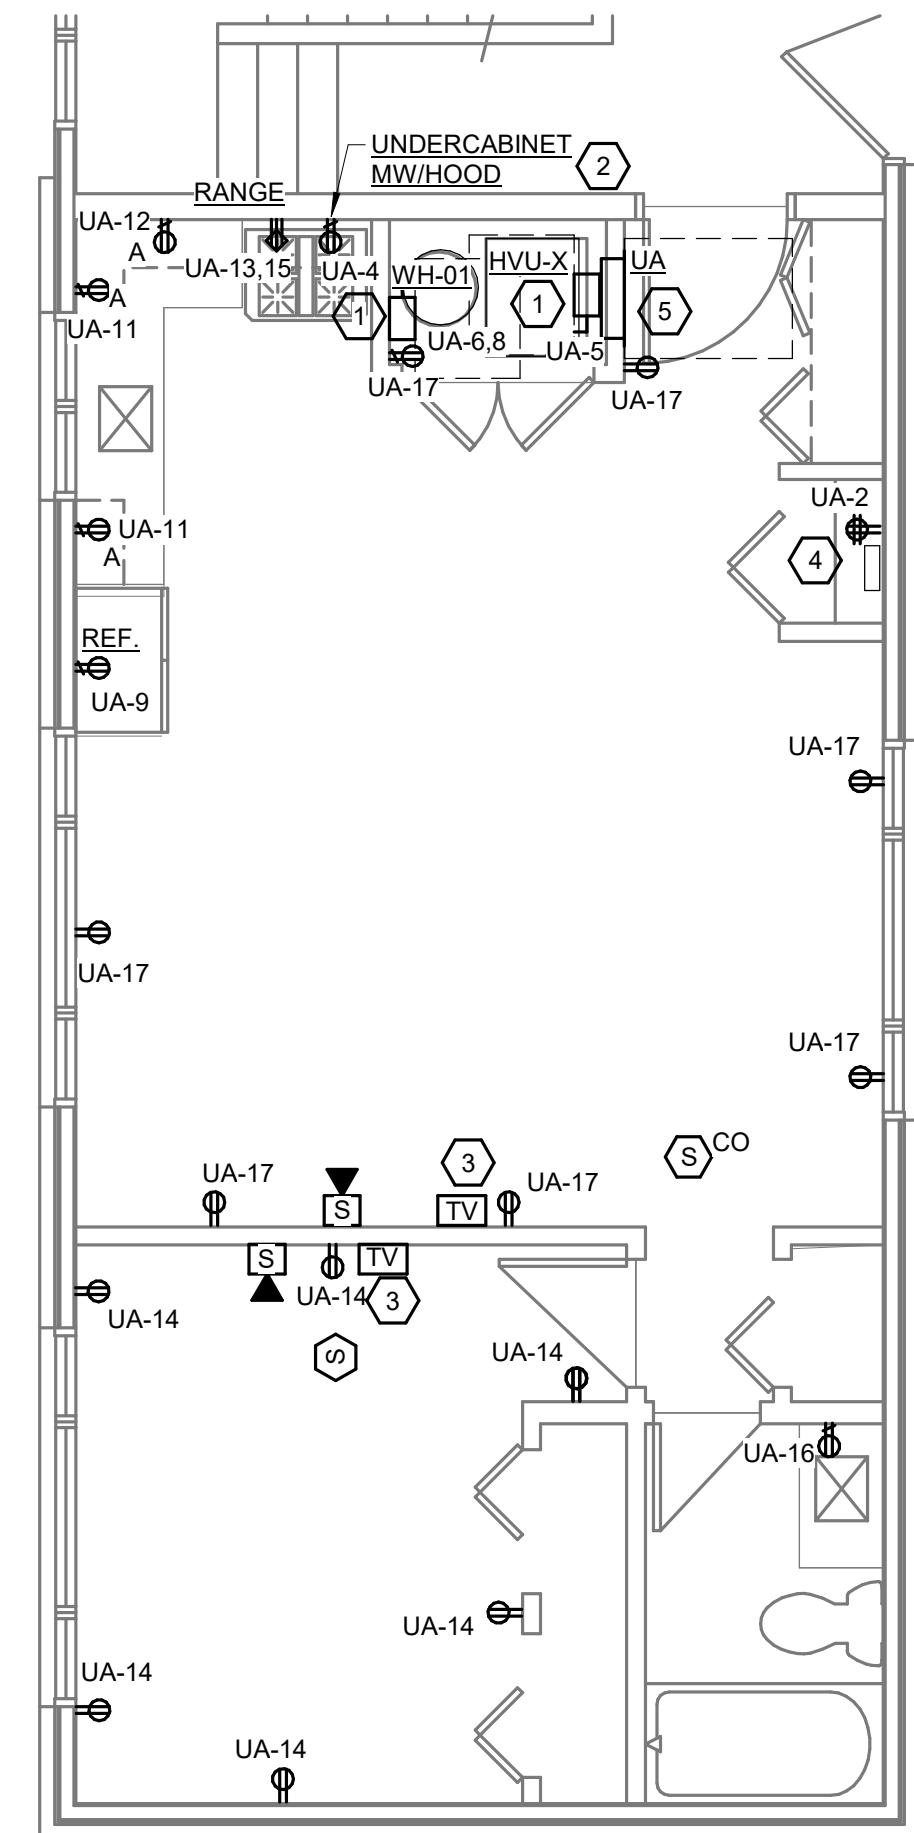 UNDERCABINET
MW/HOOD
2
RANGE
UA-12
A
UA-13,15
UA-4
WH-01
HVU-X
UA
A
1
1
5
UA-11
UA-6,8
UA-5
UA-17
UA-17
UA-2
UA-11
A
4
REF.
UA-9
UA-17
UA-17
UA-17
CO
S
3
UA-17
UA-17
S
TV
S
TV
UA-14
3
UA-14
S
UA-14
UA-16
UA-14
UA-14
UA-14